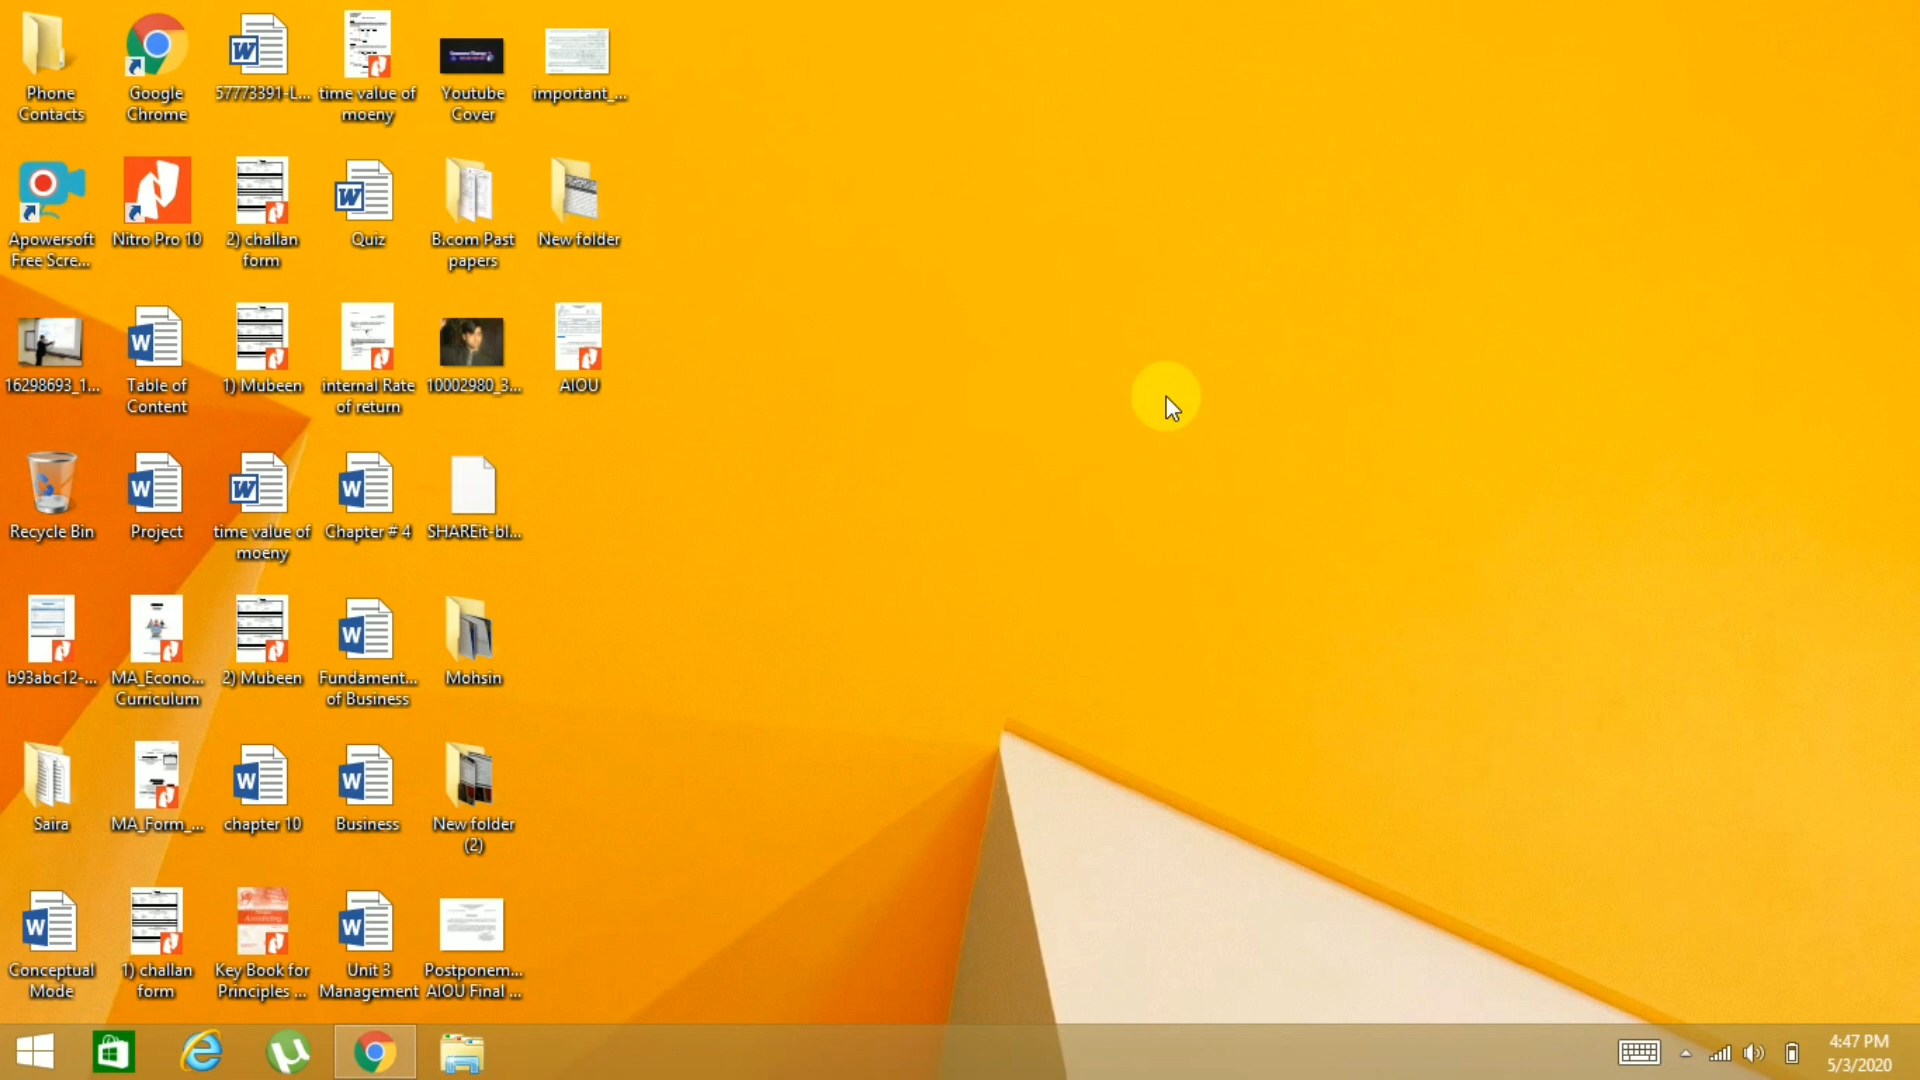 Phone
Contacts
Google
Chrome
57773391-L...
time value of
moeny
Youtube
Cover
important_...
Apowersoft
Free Scre...
Nitro Pro 10
2) challan
form
Quiz
B.com Past
papers
New folder
16298693_1...
Table of
Content
1) Mubeen
internal Rate
of return
10002980_3...
AIOU
Recycle Bin
Project
time value of
moeny
Chapter # 4
SHAREit-bl...
b93abc12-...
MA_Econo...
Curriculum
2) Mubeen
Fundament...
of Business
Mohsin
Saira
MA_Form_...
chapter 10
Business
New folder
(2)
Conceptual
Mode
1) challan
form
Key Book for
Principles ...
Unit 3
Management
Postponem...
AIOU Final ...
4:47 PM
5/3/2020